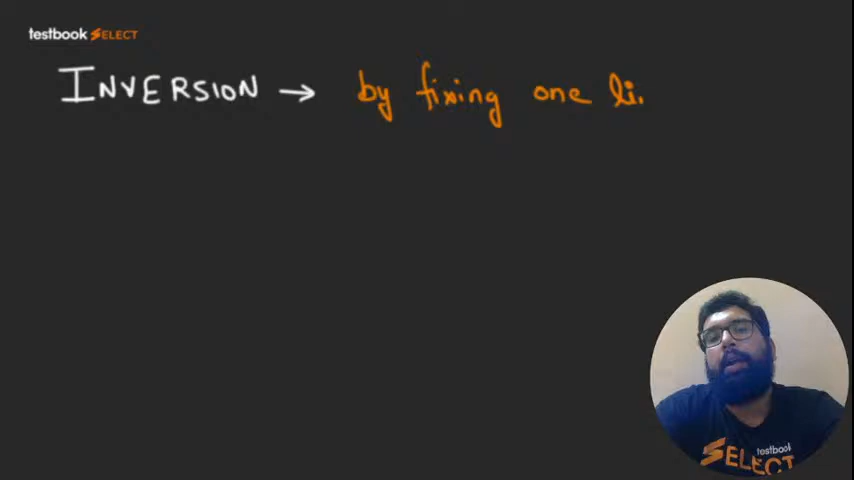 testbook SELECT
INVERSION → by fixing one li.
testbook
SELECT